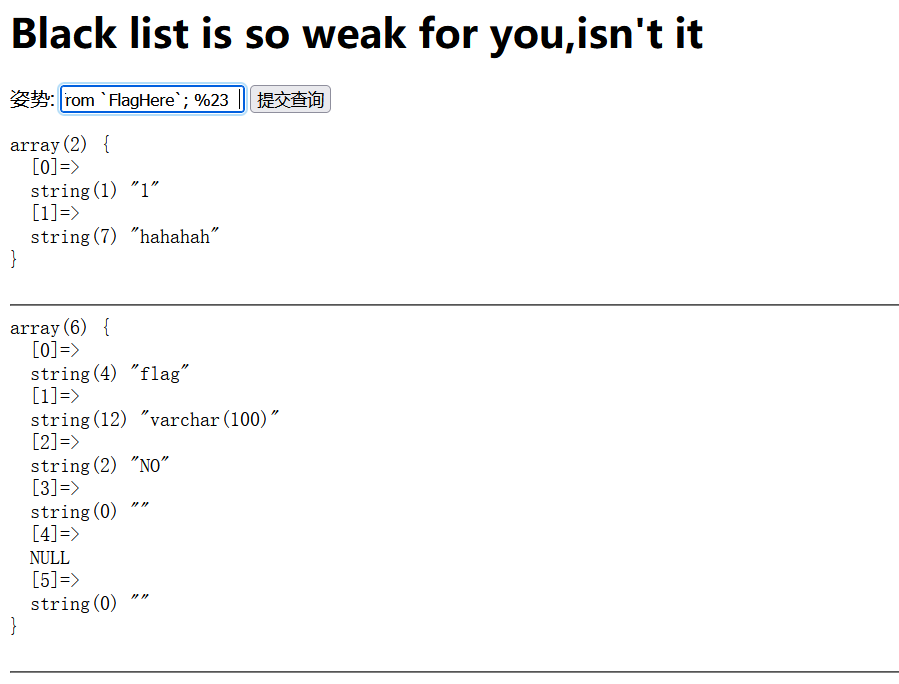 Black list is so weak for you,isn't it
姿势: rom `FlagHere`; %23 提交查询
array(2) {
[0]=>
string(1) "1"
[1]=>
string(7) "hahahah"
}
array(6) {
[0]=>
string(4) "flag"
[1]=>
string(12) "varchar(100)"
[2]=>
string(2) "NO"
[3]=>
string(0) ""
[4]=>
NULL
[5]=>
string(0) ""
}